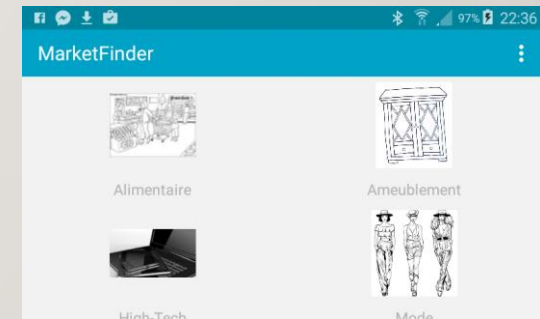 97% 22:36
MarketFinder
Alimentaire
Ameublement
High-Tech
Mode